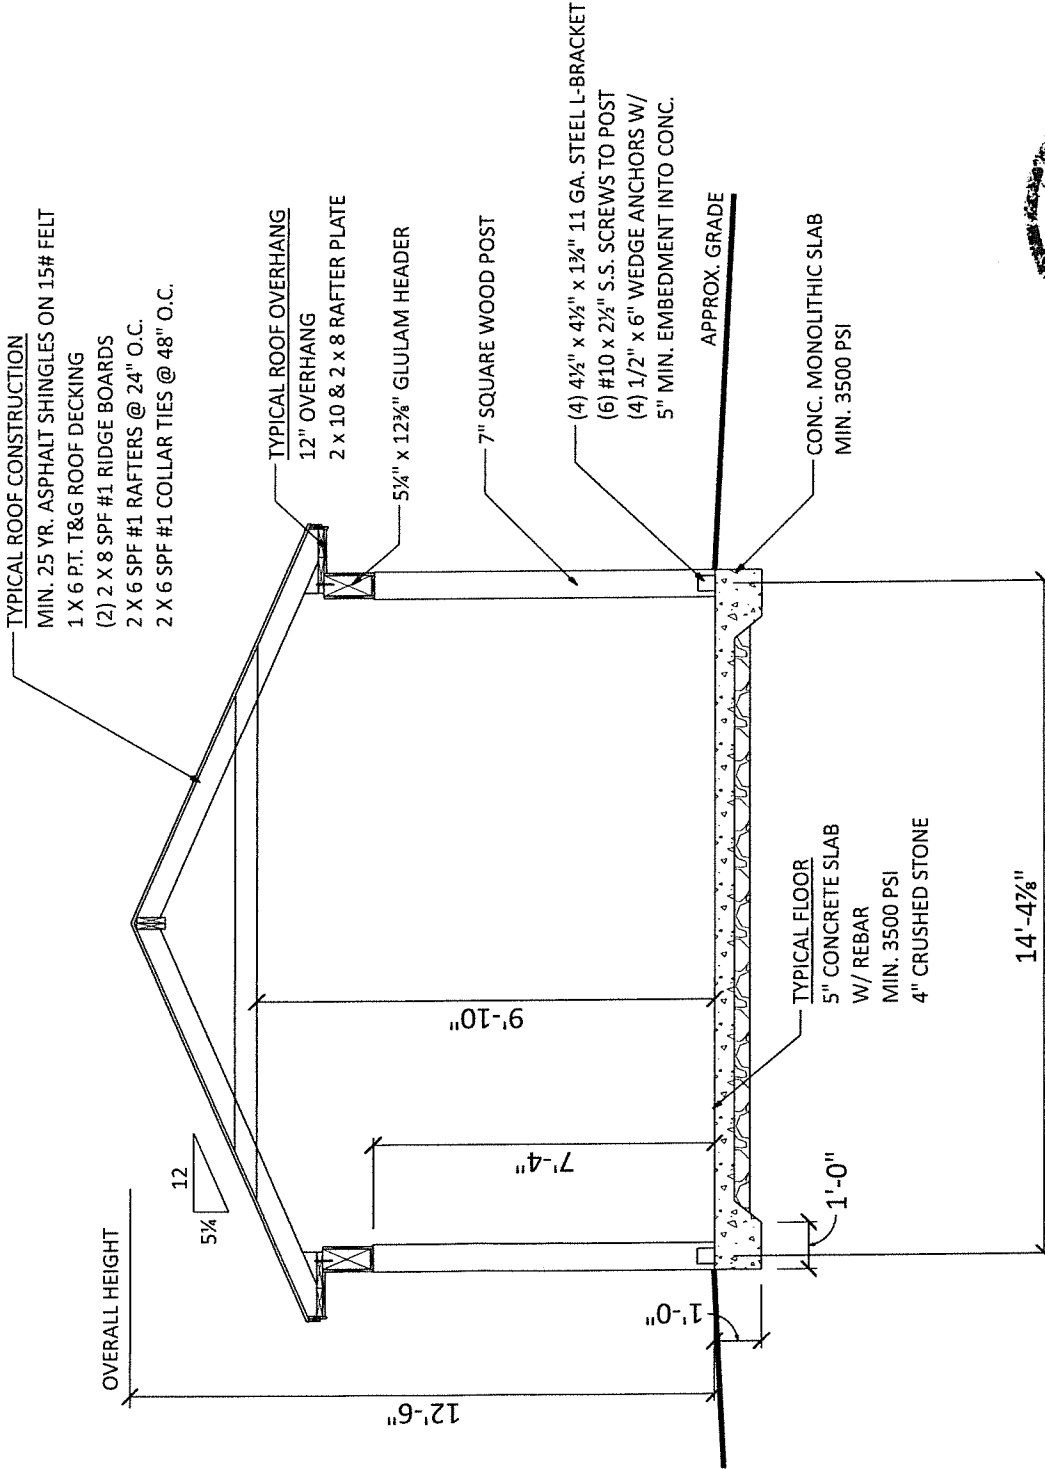 TYPICAL ROOF CONSTRUCTION
MIN. 25 YR. ASPHALT SHINGLES ON 15# FELT
1 X 6 P.T. T&G ROOF DECKING
(2) 2 X 8 SPF #1 RIDGE BOARDS
2 X 6 SPF #1 RAFTERS @ 24" O.C.
2 X 6 SPF #1 COLLAR TIES @ 48" O.C.
OVERALL HEIGHT
12
5¼
TYPICAL ROOF OVERHANG
12" OVERHANG
2 x 10 & 2 x 8 RAFTER PLATE
5¼" x 12⅜" GLULAM HEADER
7" SQUARE WOOD POST
(4) 4½" x 4½" x 1¾" 11 GA. STEEL L-BRACKET
(6) #10 x 2½" S.S. SCREWS TO POST
(4) 1/2" x 6" WEDGE ANCHORS W/
5" MIN. EMBEDMENT INTO CONC.
APPROX. GRADE
CONC. MONOLITHIC SLAB
MIN. 3500 PSI
12'-6"
7'-4"
9'-10"
1'-0"
1'-0"
TYPICAL FLOOR
5" CONCRETE SLAB
W/ REBAR
MIN. 3500 PSI
4" CRUSHED STONE
14'-4⅞"